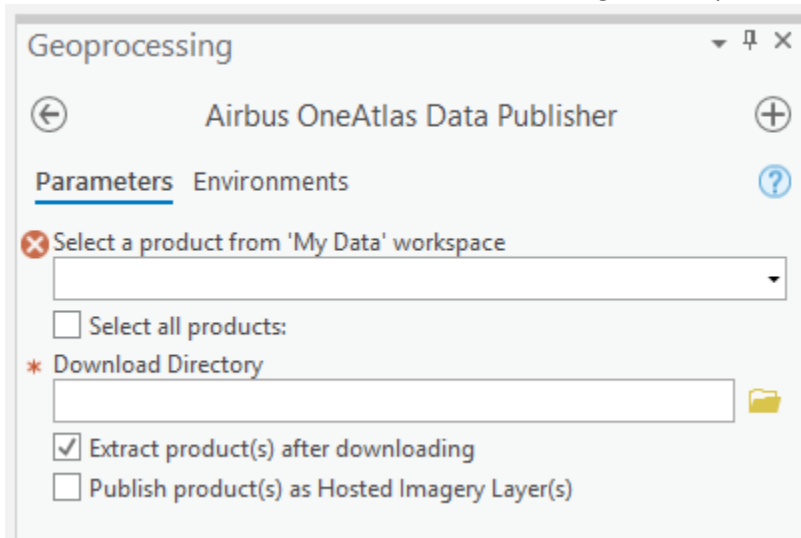 Geoprocessing
Airbus OneAtlas Data Publisher
Parameters Environments
Select a product from 'My Data' workspace
Select all products:
* Download Directory
Extract product(s) after downloading
Publish product(s) as Hosted Imagery Layer(s)